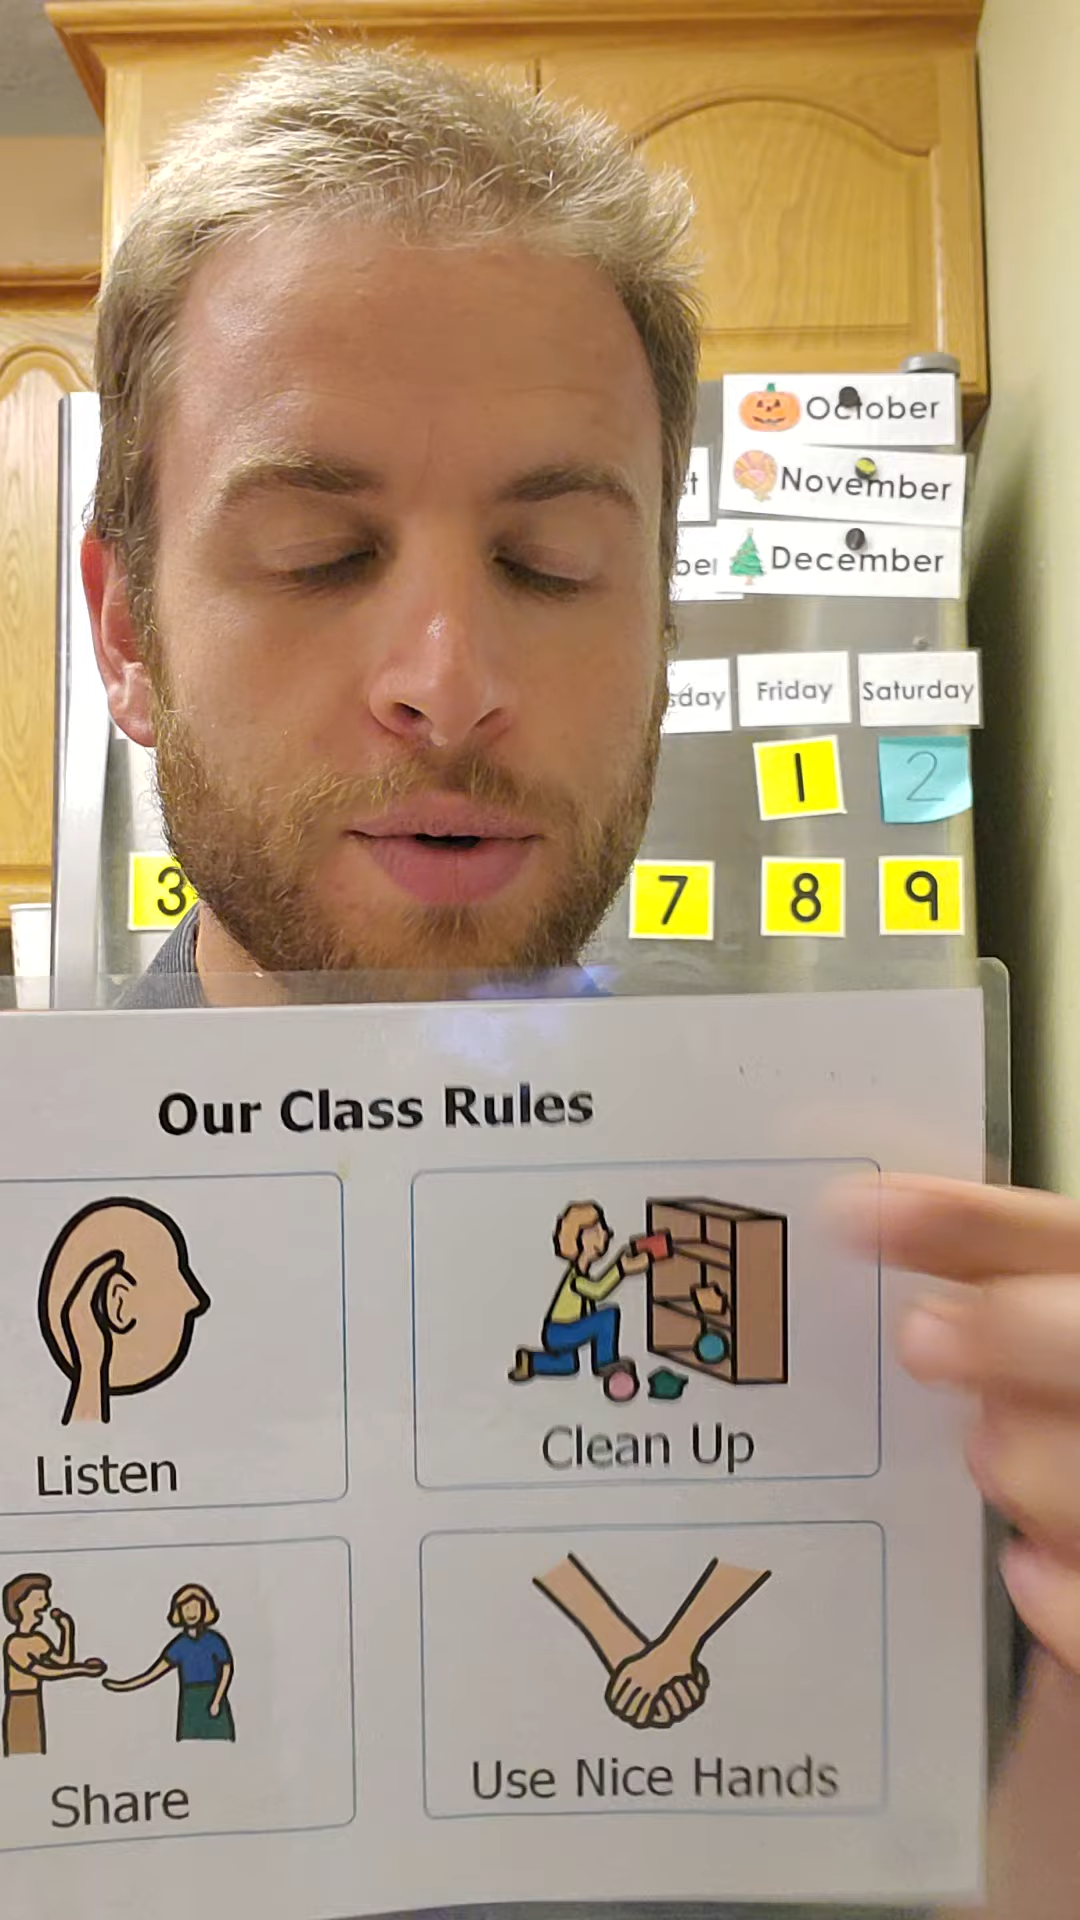 October
November
December
Friday
Saturday
1
2
3
7
8
9
Our Class Rules
Listen
Clean Up
Share
Use Nice Hands